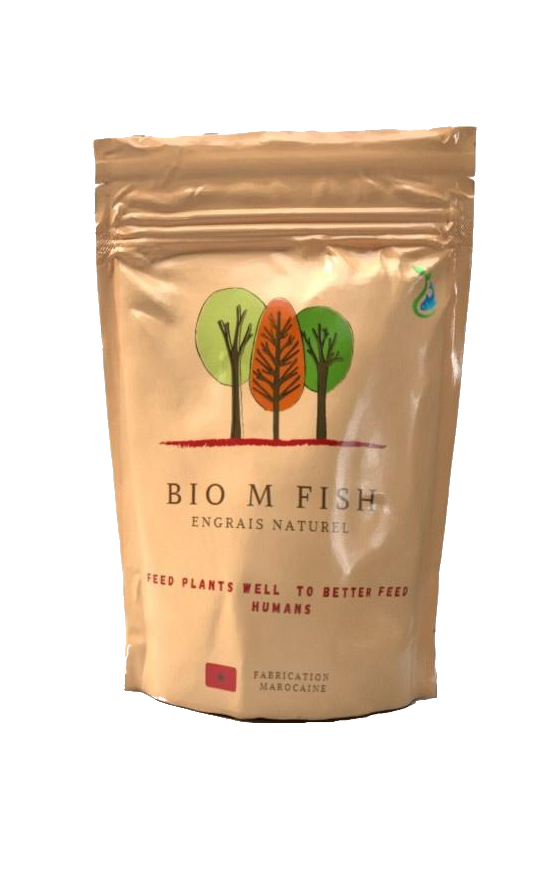 BIO M FISH
ENGRAIS NATUREL
FEED PLANTS WELL TO BETTER FEED
HUMANS
FABRICATION
MAROCAINE